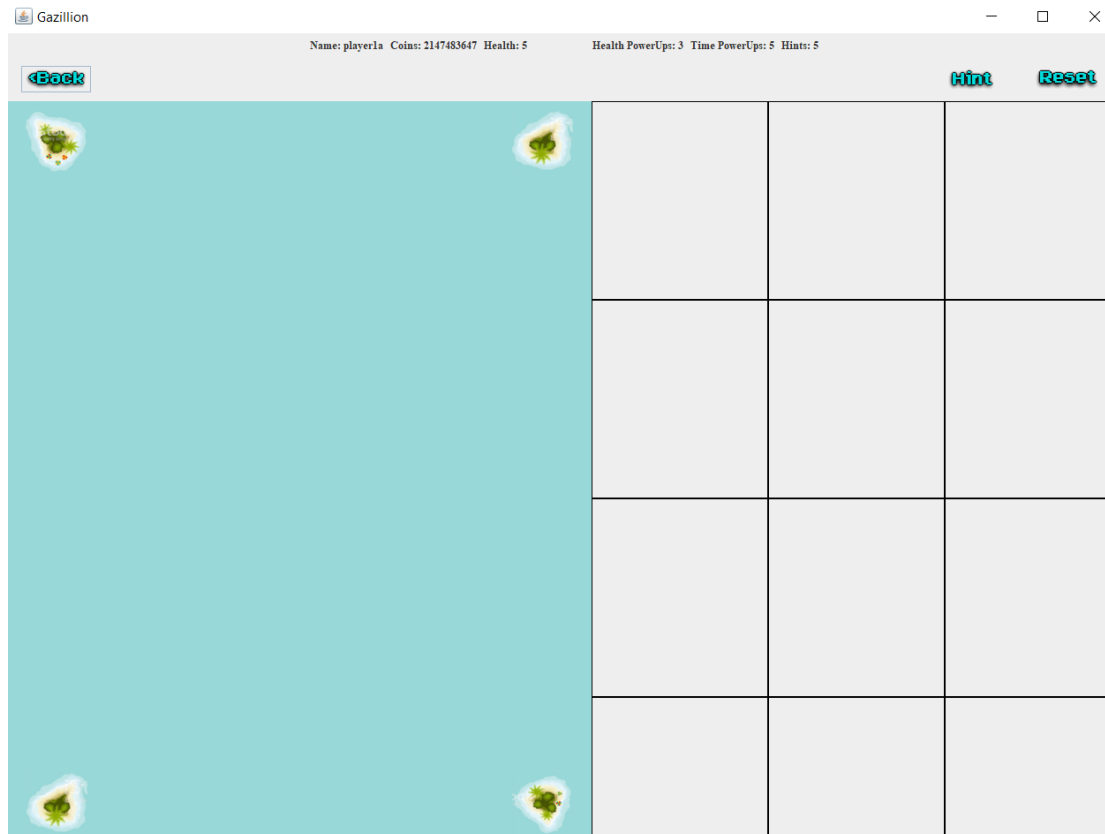 Gazillion
Name: player1a Coins: 2147483647 Health: 5 Health PowerUps: 3 Time PowerUps: 5 Hints: 5
<Back Hint Reset